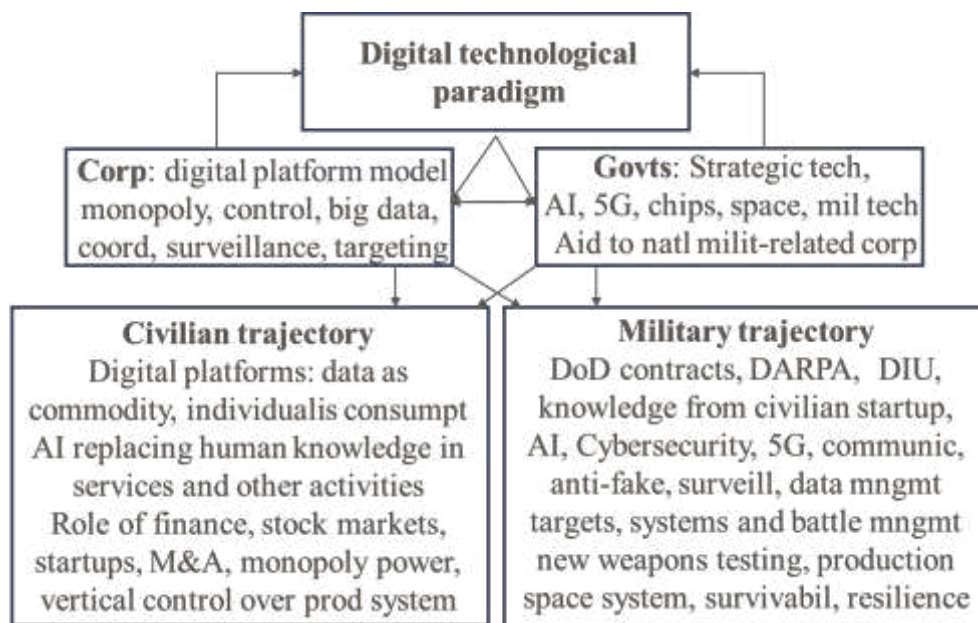 Digital technological
paradigm
Corp: digital platform model
monopoly, control, big data,
coord, surveillance, targeting
Govts: Strategic tech,
AI, 5G, chips, space, mil tech
Aid to natl milit-related corp
Civilian trajectory
Digital platforms: data as
commodity, individualis consumpt
AI replacing human knowledge in
services and other activities
Role of finance, stock markets,
startups, M&A, monopoly power,
vertical control over prod system
Military trajectory
DoD contracts, DARPA, DIU,
knowledge from civilian startup,
AI, Cybersecurity, 5G, communic,
anti-fake, surveill, data mngmt
targets, systems and battle mngmt
new weapons testing, production
space system, survivabil, resilience